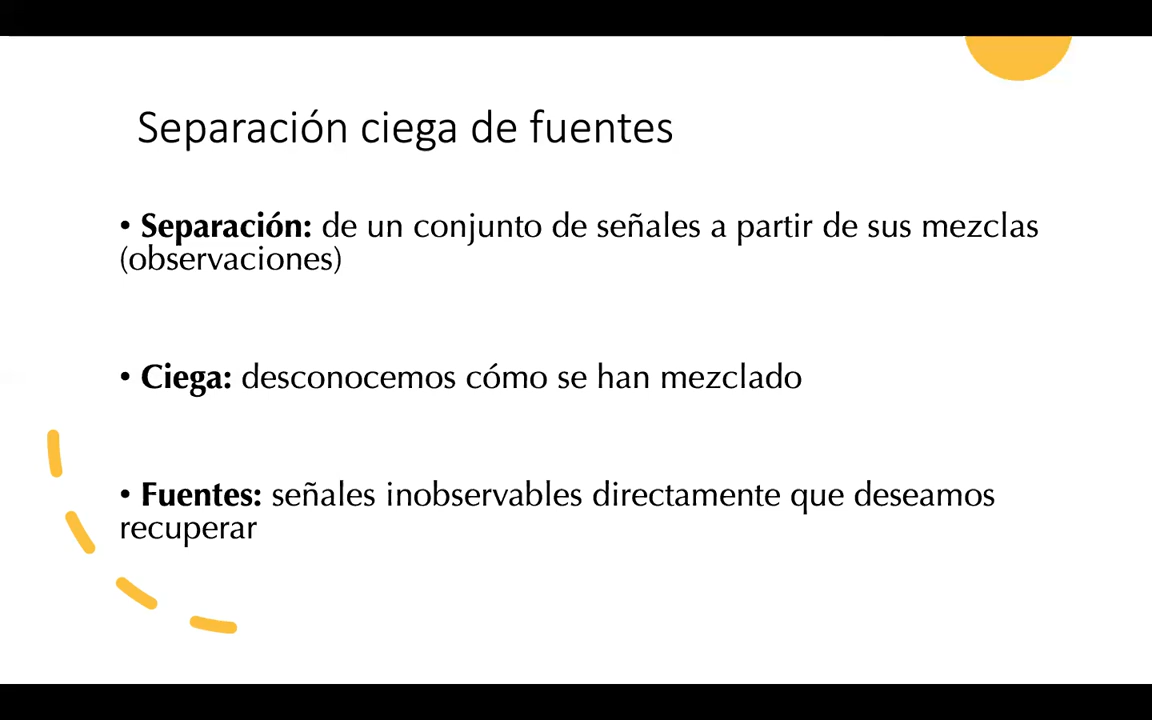 Separación ciega de fuentes
• Separación: de un conjunto de señales a partir de sus mezclas
(observaciones)
• Ciega: desconocemos cómo se han mezclado
• Fuentes: señales inobservables directamente que deseamos
recuperar